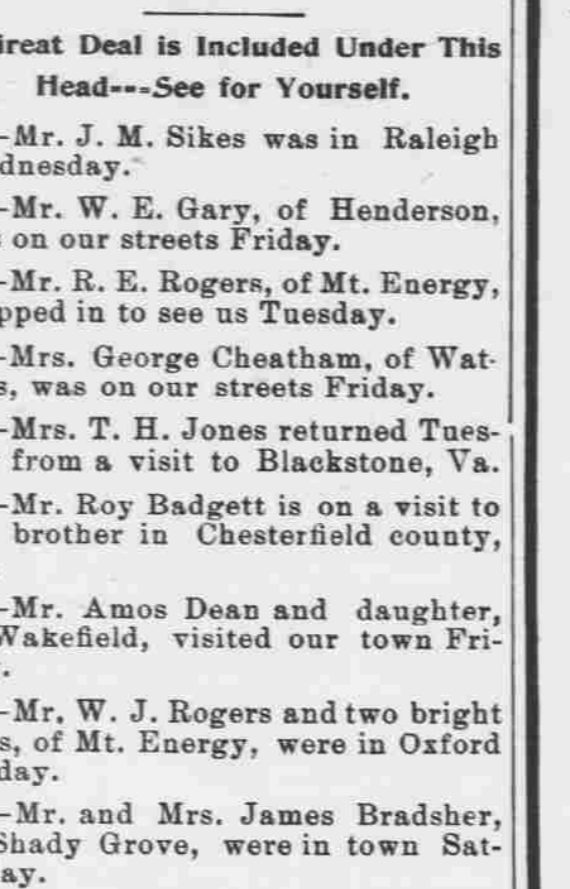 ireat Deal is Included Under This
Head---See for Yourself.
-Mr. J. M. Sikes was in Raleigh
dnesday.
-Mr. W. E. Gary, of Henderson,
s on our streets Friday.
-Mr. R. E. Rogers, of Mt. Energy,
pped in to see us Tuesday.
-Mrs. George Cheatham, of Wat-
s, was on our streets Friday.
-Mrs. T. H. Jones returned Tues-
from a visit to Blackstone, Va.
-Mr. Roy Badgett is on a visit to
brother in Chesterfield county,
-Mr. Amos Dean and daughter,
Wakefield, visited our town Fri-
.
-Mr. W. J. Rogers and two bright
s, of Mt. Energy, were in Oxford
day.
-Mr. and Mrs. James Bradsher,
Shady Grove, were in town Sat-
ay.